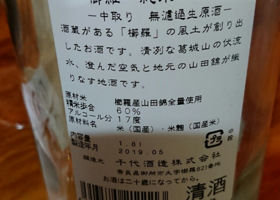 櫛羅 純米
―中取り 無濾過生原酒―
酒蔵がある「櫛羅」の風土が創り出
したお酒です。清冽な葛城山の伏流
水、澄んだ空気と地元の山田錦が織
りなす地酒です。
原料米 櫛羅産山田錦全量使用
精米歩合 60%
アルコール分 17度
原材料名 米(国産)・米麹(国産米)
内容量 1.8l
製造年月 2019.05
製造元 千代酒造株式会社
奈良県御所市大字櫛羅621番地
お酒は二十歳になってから。
清酒